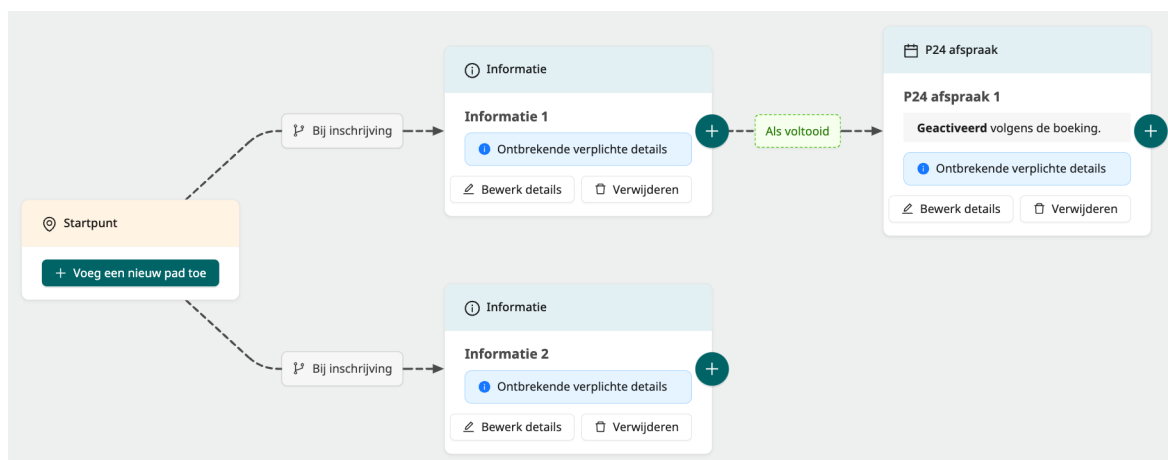 Startpunt
Voeg een nieuw pad toe
Bij inschrijving
Informatie
Informatie 1
Ontbrekende verplichte details
Bewerk details
Verwijderen
Als voltooid
P24 afspraak
P24 afspraak 1
Geactiveerd volgens de boeking.
Ontbrekende verplichte details
Bewerk details
Verwijderen
Bij inschrijving
Informatie
Informatie 2
Ontbrekende verplichte details
Bewerk details
Verwijderen